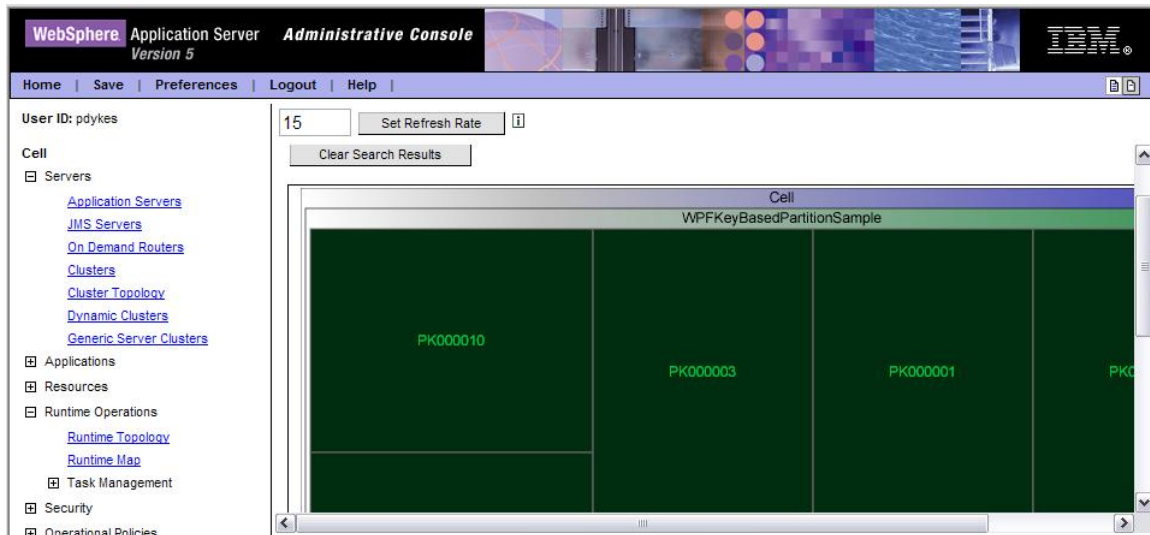 WebSphere. Application Server Administrative Console
Version 5
IBM®
Home | Save | Preferences | Logout | Help |
User ID: pdykes
Cell
Servers
Application Servers
JMS Servers
On Demand Routers
Clusters
Cluster Topology
Dynamic Clusters
Generic Server Clusters
Applications
Resources
Runtime Operations
Runtime Topology
Runtime Map
Task Management
Security
Operational Policies
15 Set Refresh Rate i
Clear Search Results
Cell
WPFKeyBasedPartitionSample
PK000010
PK000003
PK000001